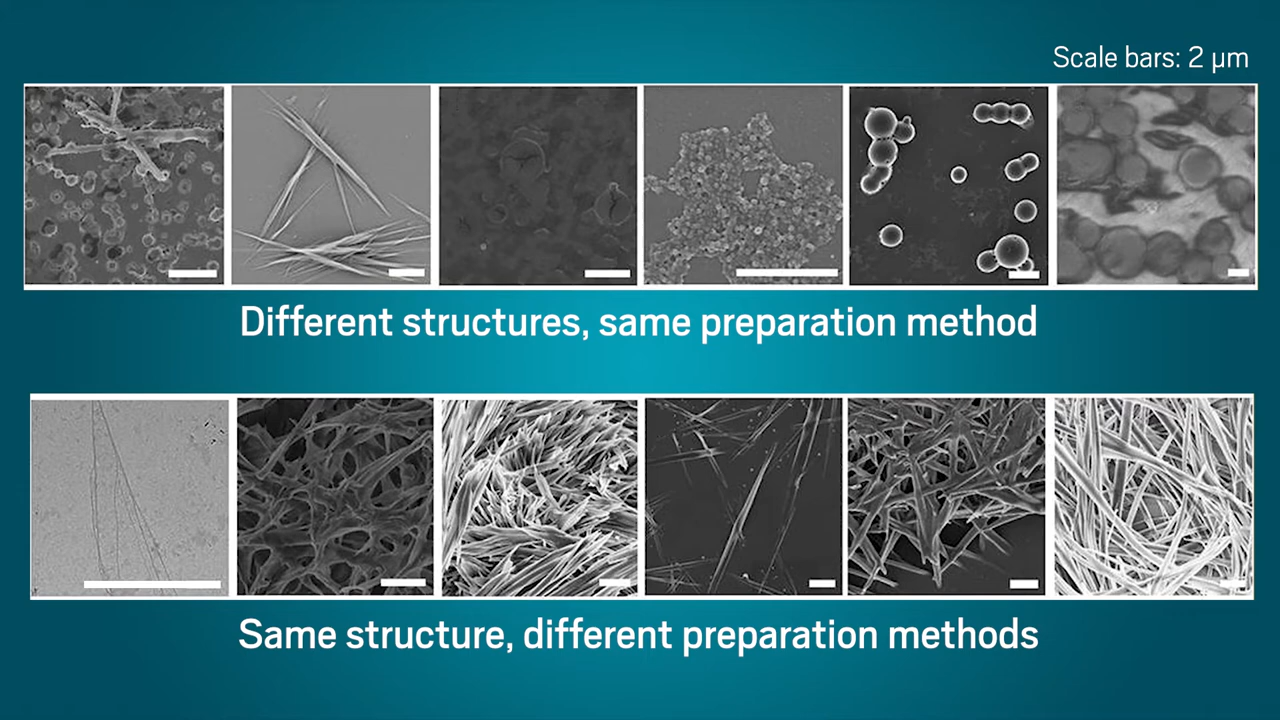 Scale bars: 2 μm
Different structures, same preparation method
Same structure, different preparation methods